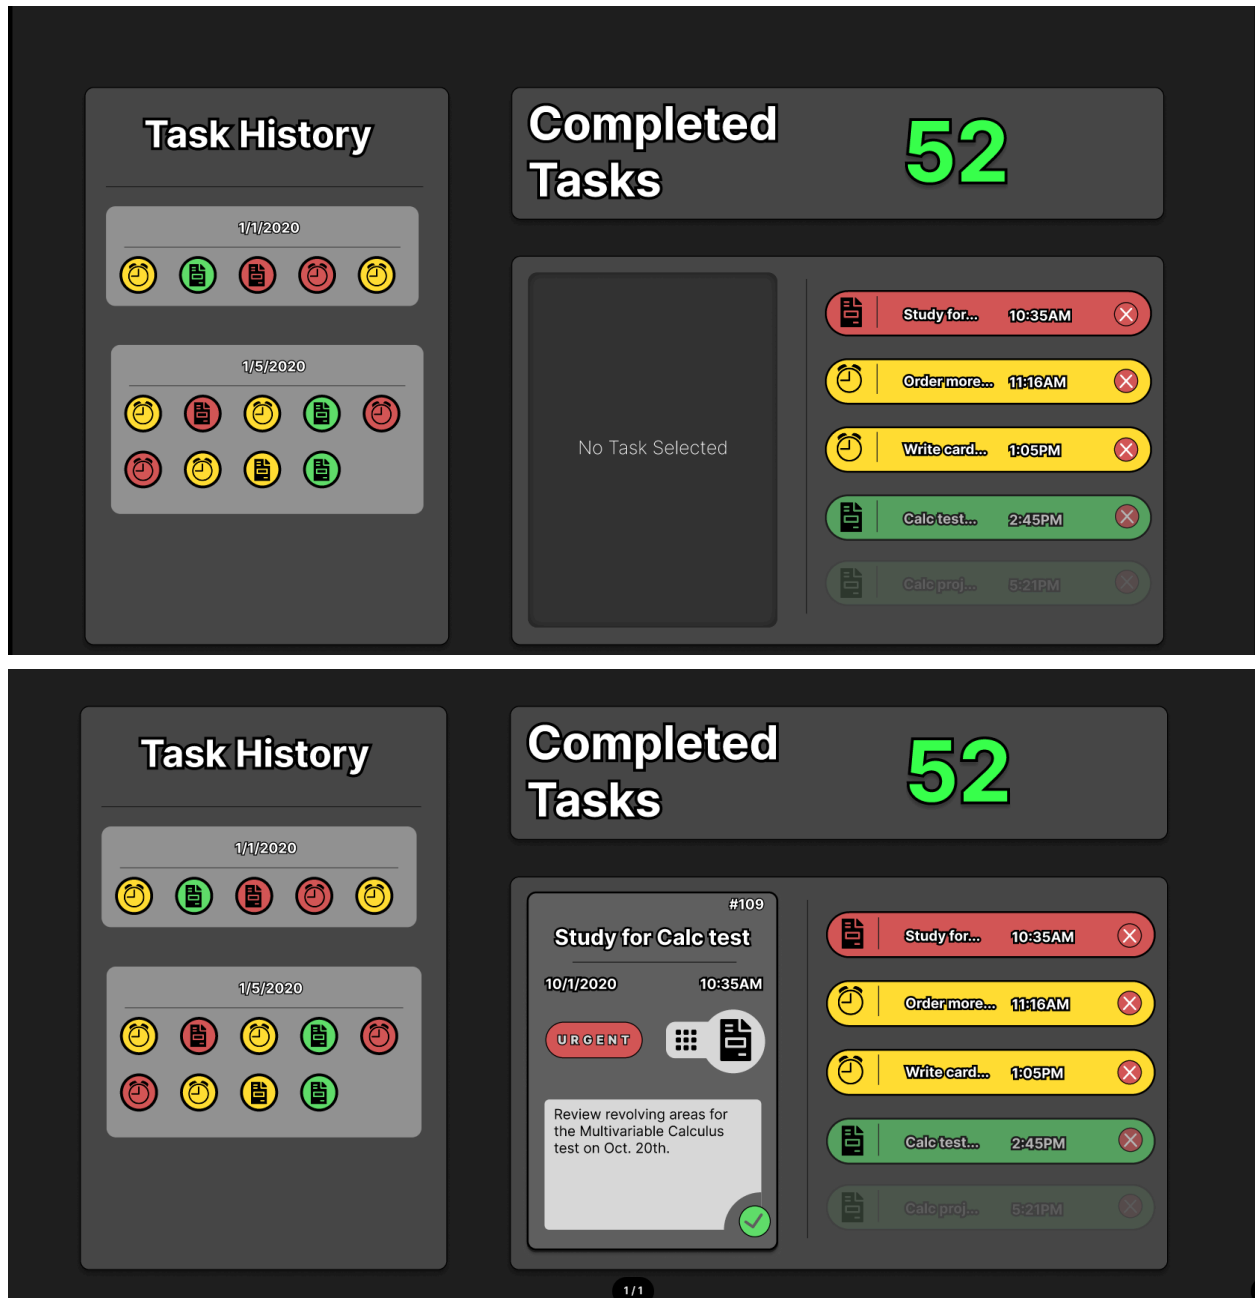 Task History
1/1/2020
1/5/2020
Completed
Tasks
52
No Task Selected
Study for... 10:35AM
Order more... 11:16AM
Write card... 1:05PM
Calc test... 2:45PM
Calc proj... 5:21PM
Task History
1/1/2020
1/5/2020
Completed
Tasks
52
#109
Study for Calc test
10/1/2020 10:35AM
URGENT
Review revolving areas for
the Multivariable Calculus
test on Oct. 20th.
Study for... 10:35AM
Order more... 11:16AM
Write card... 1:05PM
Calc test... 2:45PM
Calc proj... 5:21PM
1/1